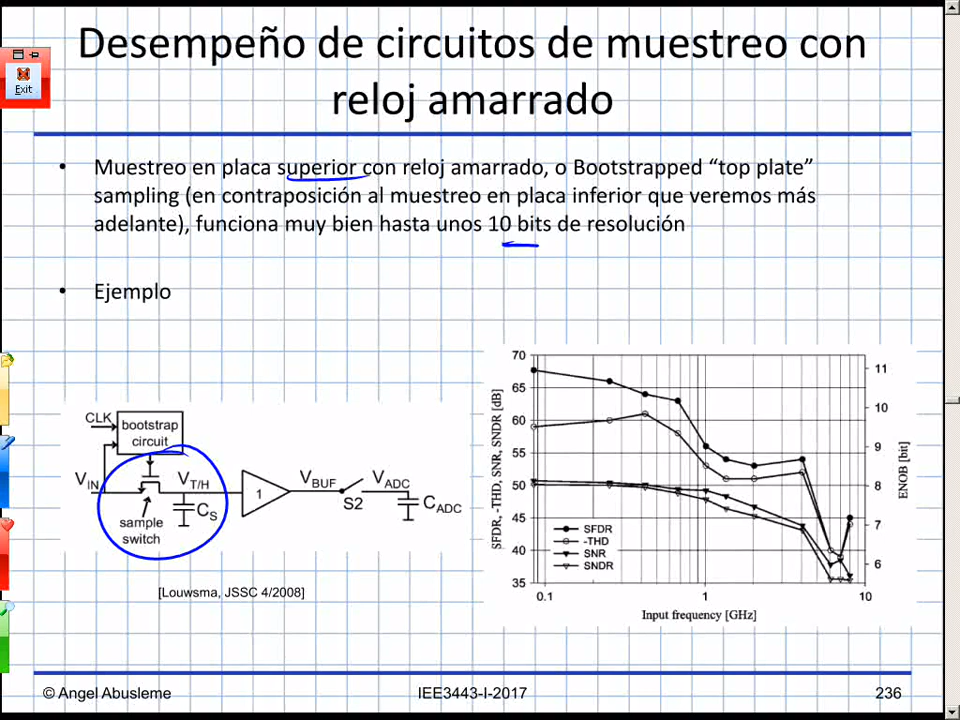 Desempeño de circuitos de muestreo con
reloj amarrado
Exit
• Muestreo en placa superior con reloj amarrado, o Bootstrapped “top plate”
sampling (en contraposición al muestreo en placa inferior que veremos más
adelante), funciona muy bien hasta unos 10 bits de resolución
• Ejemplo
CLK
bootstrap
circuit
VIN
VT/H
CS
sample
switch
1
VBUF
S2
VADC
CADC
[Louwsma, JSSC 4/2008]
SFDR, -THD, SNR, SNDR [dB]
70
65
60
55
50
45
40
35
SFDR
-THD
SNR
SNDR
0.1
1
10
Input frequency [GHz]
11
10
9
8
7
6
ENOB [bit]
© Angel Abusleme
IEE3443-I-2017
236